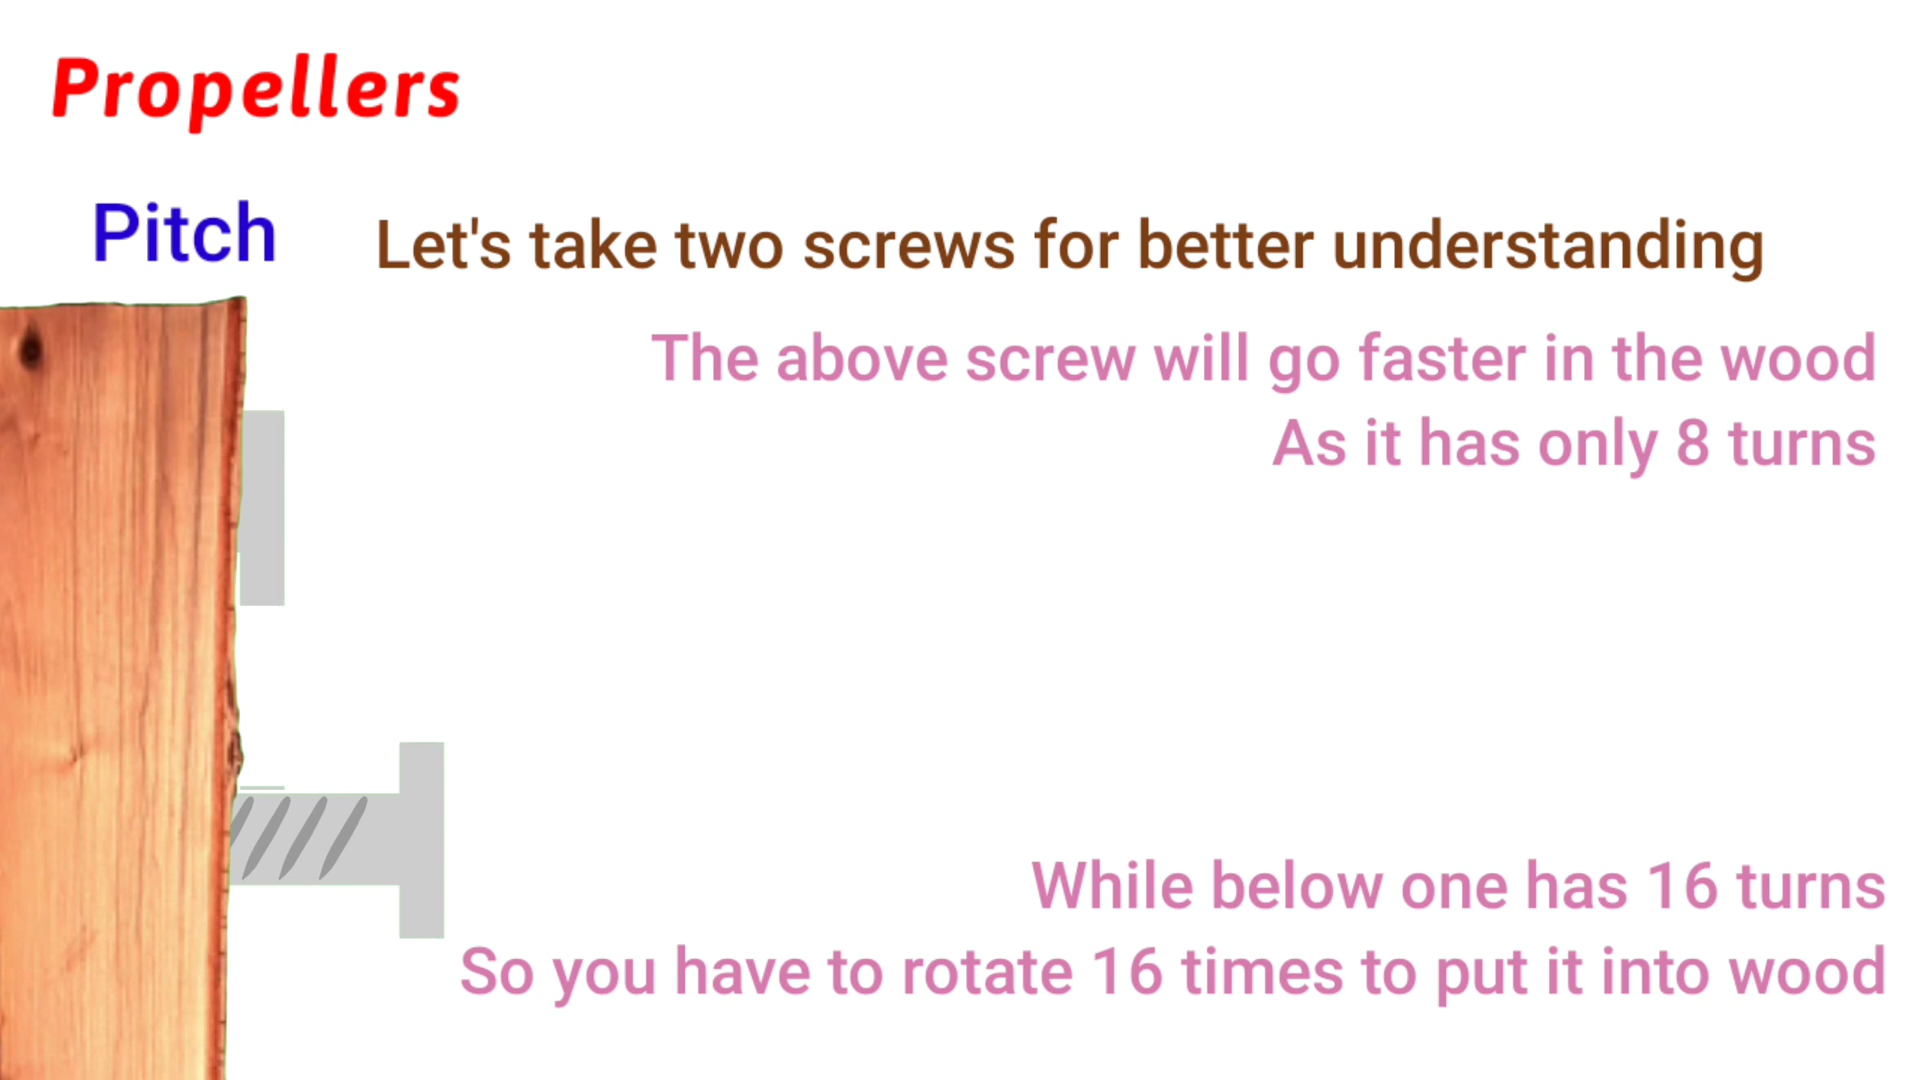 Propellers
Pitch
Let's take two screws for better understanding
The above screw will go faster in the wood
As it has only 8 turns
While below one has 16 turns
So you have to rotate 16 times to put it into wood